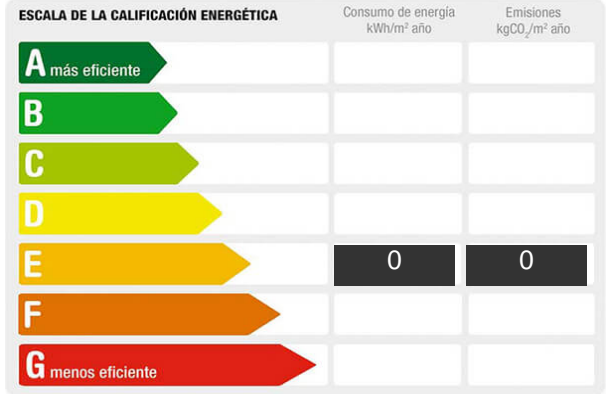 ESCALA DE LA CALIFICACIÓN ENERGÉTICA
Consumo de energía
kWh/m² año
Emisiones
kgCO₂/m² año
A más eficiente
B
C
D
E 0 0
F
G menos eficiente